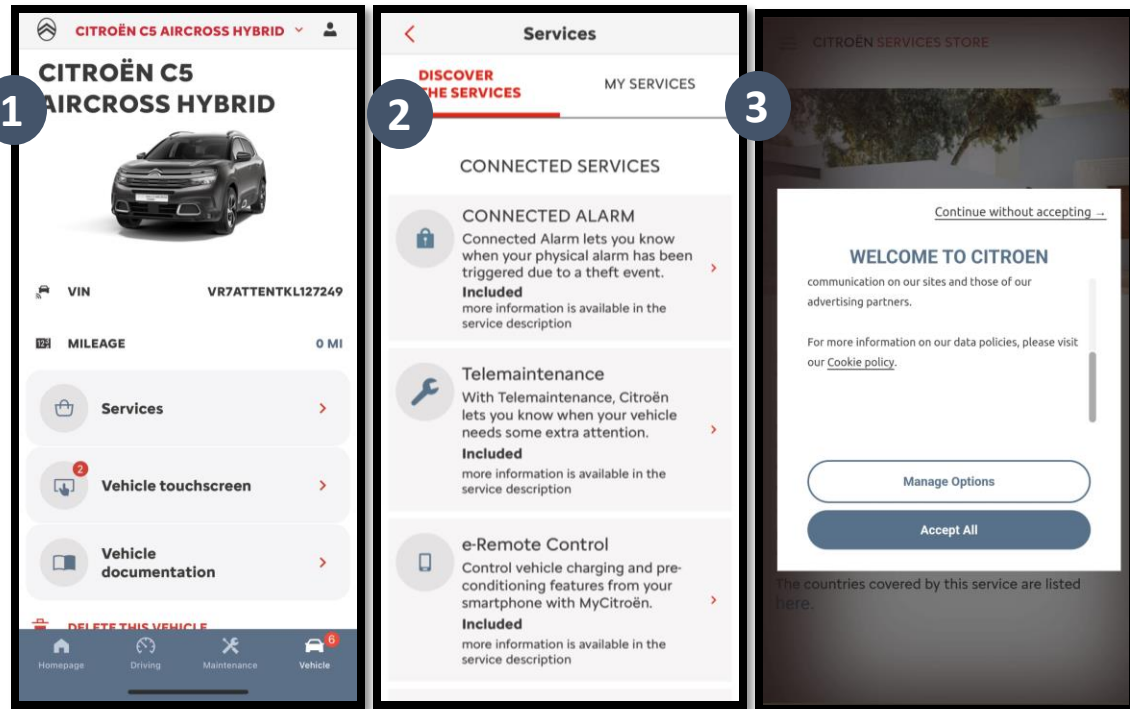 1
CITROËN C5 AIRCROSS HYBRID
CITROËN C5
AIRCROSS HYBRID
VIN VR7ATTENTKL127249
MILEAGE 0 MI
Services
2
Vehicle touchscreen
Vehicle
documentation
DELETE THIS VEHICLE
Homepage Driving Maintenance Vehicle 6
2
Services
DISCOVER
THE SERVICES
MY SERVICES
CONNECTED SERVICES
CONNECTED ALARM
Connected Alarm lets you know
when your physical alarm has been
triggered due to a theft event.
Included
more information is available in the
service description
Telemaintenance
With Telemaintenance, Citroën
lets you know when your vehicle
needs some extra attention.
Included
more information is available in the
service description
e-Remote Control
Control vehicle charging and pre-
conditioning features from your
smartphone with MyCitroën.
Included
more information is available in the
service description
3
CITROËN SERVICES STORE
Continue without accepting →
WELCOME TO CITROEN
communication on our sites and those of our
advertising partners.
For more information on our data policies, please visit
our Cookie policy.
Manage Options
Accept All
The countries covered by this service are listed
here.